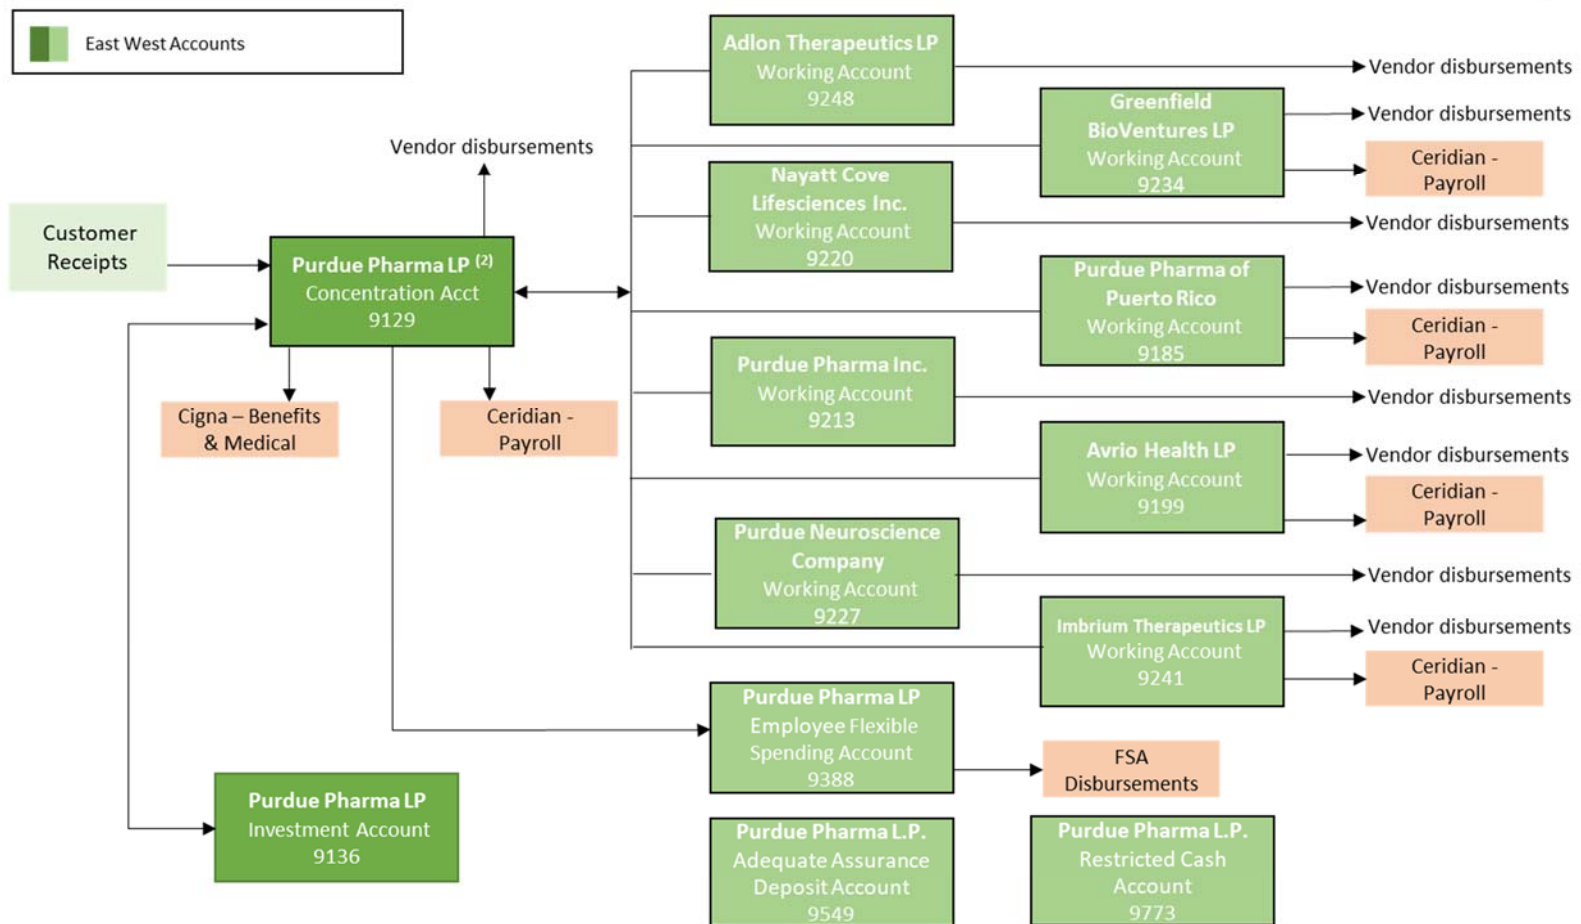 East West Accounts
Customer
Receipts
Vendor disbursements
Purdue Pharma LP (2)
Concentration Acct
9129
Cigna – Benefits
& Medical
Ceridian -
Payroll
Purdue Pharma LP
Investment Account
9136
Adlon Therapeutics LP
Working Account
9248
Vendor disbursements
Greenfield
BioVentures LP
Working Account
9234
Vendor disbursements
Ceridian -
Payroll
Nayatt Cove
Lifesciences Inc.
Working Account
9220
Vendor disbursements
Purdue Pharma of
Puerto Rico
Working Account
9185
Vendor disbursements
Ceridian -
Payroll
Purdue Pharma Inc.
Working Account
9213
Vendor disbursements
Avrio Health LP
Working Account
9199
Vendor disbursements
Ceridian -
Payroll
Purdue Neuroscience
Company
Working Account
9227
Vendor disbursements
Imbrium Therapeutics LP
Working Account
9241
Vendor disbursements
Ceridian -
Payroll
Purdue Pharma LP
Employee Flexible
Spending Account
9388
FSA
Disbursements
Purdue Pharma L.P.
Adequate Assurance
Deposit Account
9549
Purdue Pharma L.P.
Restricted Cash
Account
9773